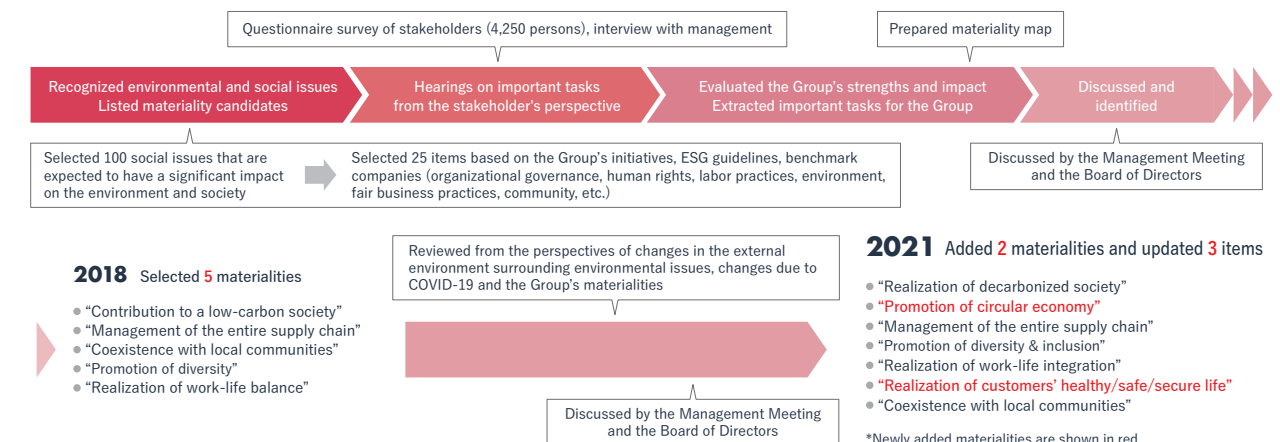 Questionnaire survey of stakeholders (4,250 persons), interview with management
Prepared materiality map
Recognized environmental and social issues
Listed materiality candidates
Hearings on important tasks
from the stakeholder's perspective
Evaluated the Group's strengths and impact
Extracted important tasks for the Group
Discussed and
identified
Selected 100 social issues that are
expected to have a significant impact
on the environment and society
Selected 25 items based on the Group's initiatives, ESG guidelines, benchmark
companies (organizational governance, human rights, labor practices, environment,
fair business practices, community, etc.)
Discussed by the Management Meeting
and the Board of Directors
2018 Selected 5 materialities
● “Contribution to a low-carbon society”
● “Management of the entire supply chain”
● “Coexistence with local communities”
● “Promotion of diversity”
● “Realization of work-life balance”
Reviewed from the perspectives of changes in the external
environment surrounding environmental issues, changes due to
COVID-19 and the Group's materialities
Discussed by the Management Meeting
and the Board of Directors
2021 Added 2 materialities and updated 3 items
● “Realization of decarbonized society”
● “Promotion of circular economy”
● “Management of the entire supply chain”
● “Promotion of diversity & inclusion”
● “Realization of work-life integration”
● “Realization of customers’ healthy/safe/secure life”
● “Coexistence with local communities”
*Newly added materialities are shown in red